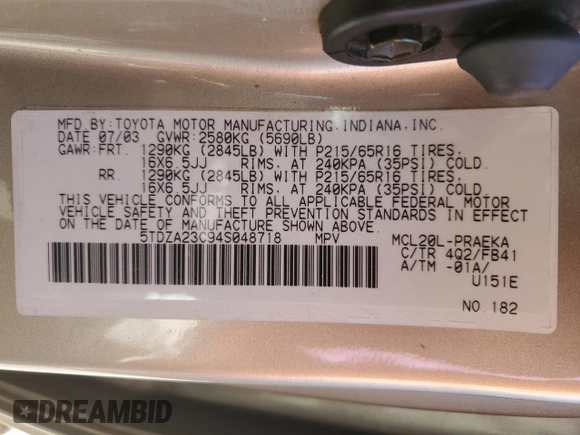 MFD.BY:TOYOTA MOTOR MANUFACTURING.INDIANA.INC.
DATE 07/03 GVWR:2580KG (5690LB)
GAWR:FRT. 1290KG (2845LB) WITH P215/65R16 TIRES.
16X6.5JJ RIMS. AT 240KPA (35PSI) COLD.
RR. 1290KG (2845LB) WITH P215/65R16 TIRES.
16X6.5JJ RIMS. AT 240KPA (35PSI) COLD.
THIS VEHICLE CONFORMS TO ALL APPLICABLE FEDERAL MOTOR
VEHICLE SAFETY AND THEFT PREVENTION STANDARDS IN EFFECT
ON THE DATE OF MANUFACTURE SHOWN ABOVE.
5TDZA23C94S048718 MPV MCL20L-PRAEKA
C/TR 4Q2/FB41
A/TM -01A/
U151E
NO.182
DREAMBID